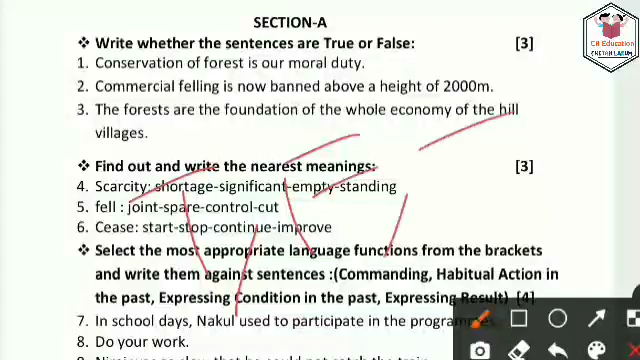 SECTION-A
❖ Write whether the sentences are True or False: [3]
1. Conservation of forest is our moral duty.
2. Commercial felling is now banned above a height of 2000m.
3. The forests are the foundation of the whole economy of the hill
villages.
❖ Find out and write the nearest meanings: [3]
4. Scarcity: shortage-significant-empty-standing
5. fell : joint-spare-control-cut
6. Cease: start-stop-continue-improve
❖ Select the most appropriate language functions from the brackets
and write them against sentences :(Commanding, Habitual Action in
the past, Expressing Condition in the past, Expressing Result) [4]
7. In school days, Nakul used to participate in the programmes.
8. Do your work.
CH Education
CHETAN LAKUM